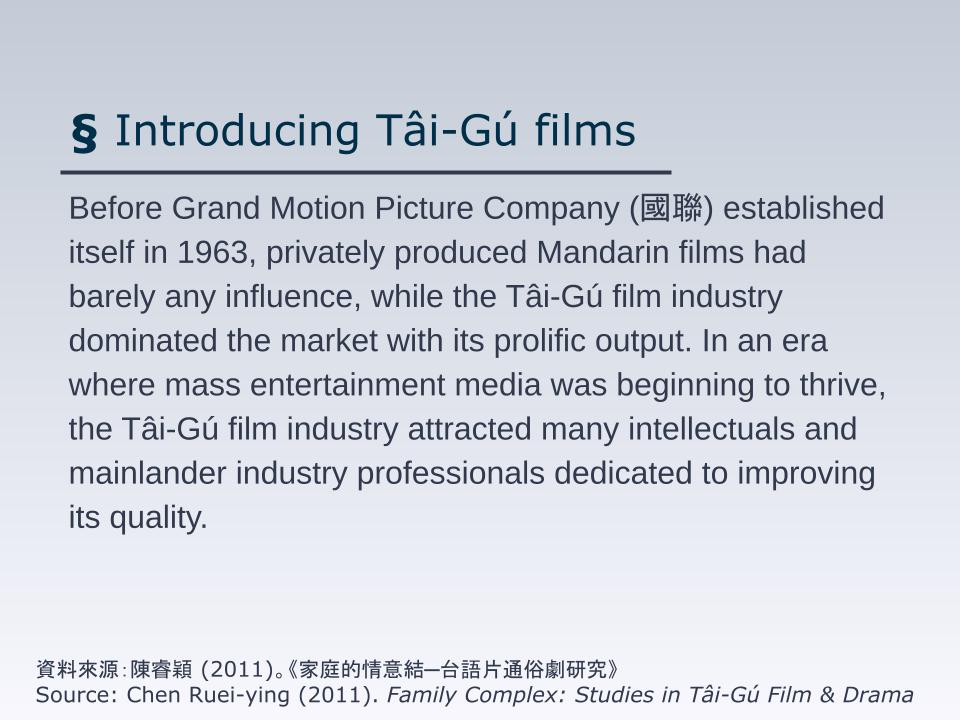 § Introducing Tâi-Gú films
Before Grand Motion Picture Company (國聯) established
itself in 1963, privately produced Mandarin films had
barely any influence, while the Tâi-Gú film industry
dominated the market with its prolific output. In an era
where mass entertainment media was beginning to thrive,
the Tâi-Gú film industry attracted many intellectuals and
mainlander industry professionals dedicated to improving
its quality.
資料來源：陳睿穎 (2011)。《家庭的情意結—台語片通俗劇研究》
Source: Chen Ruei-ying (2011). Family Complex: Studies in Tâi-Gú Film & Drama